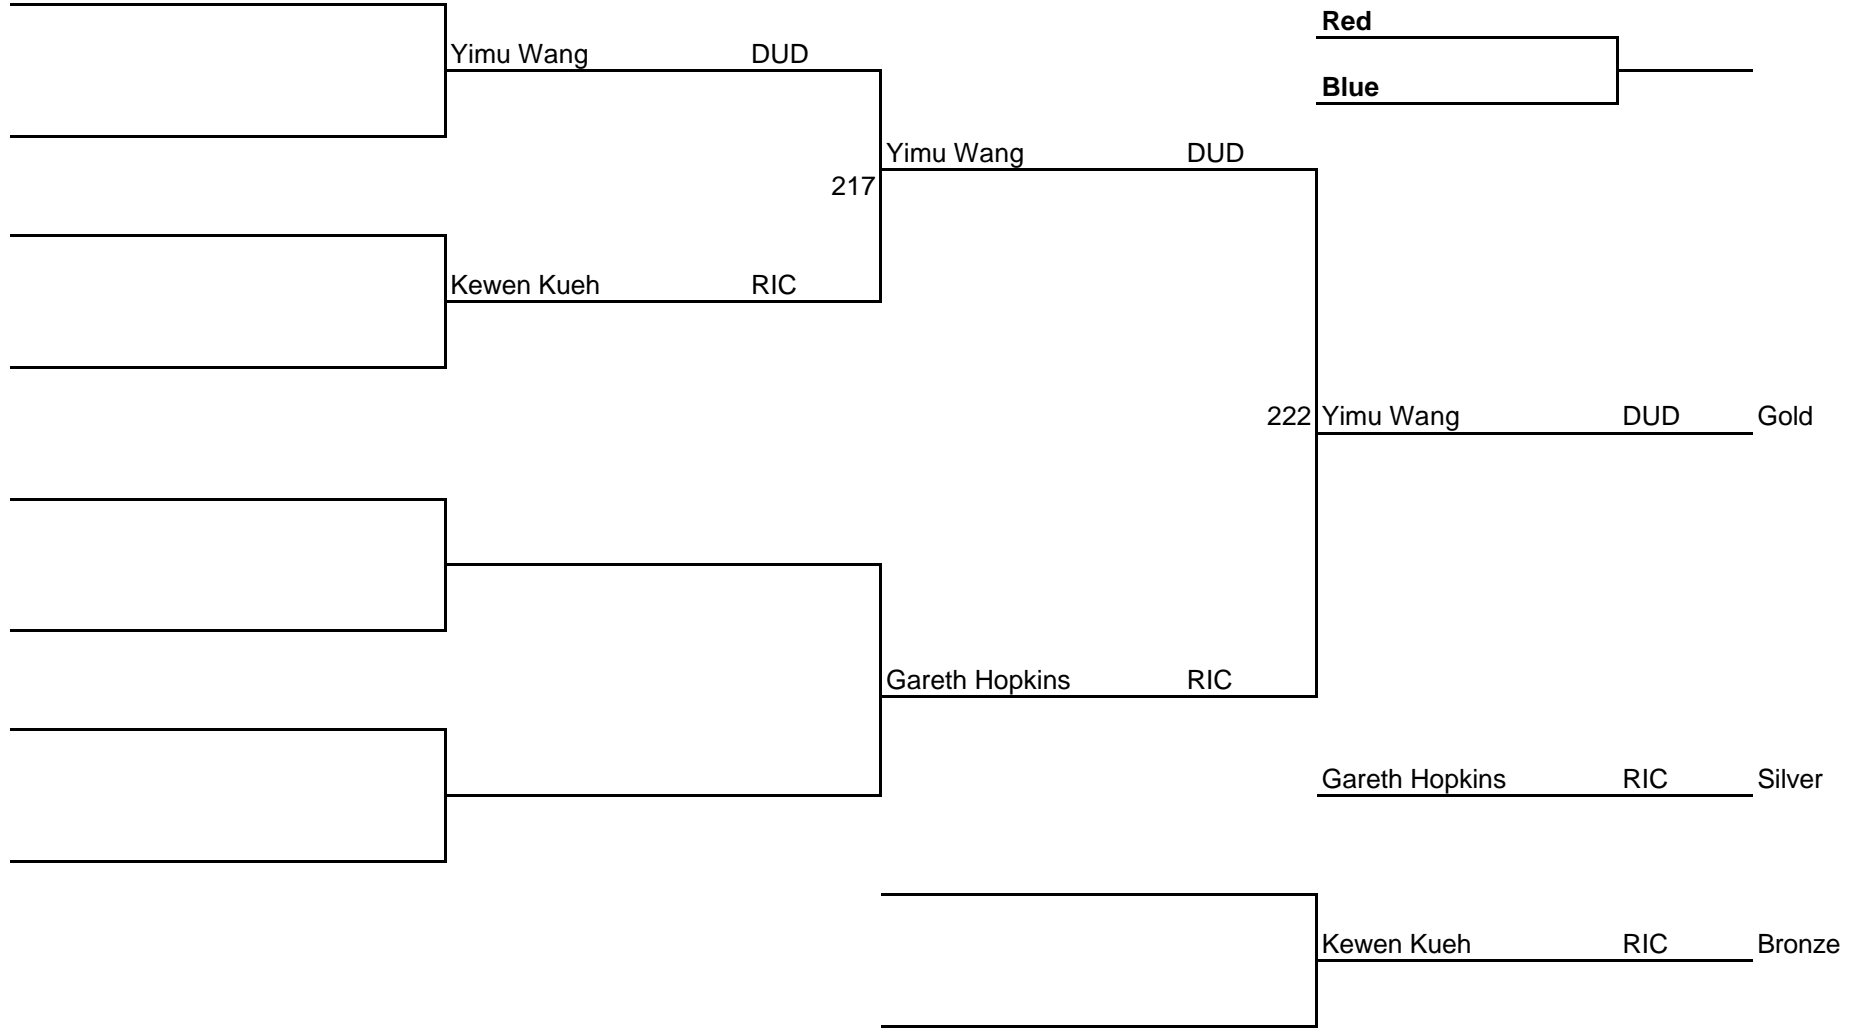 Red
Yimu Wang DUD
Blue
Yimu Wang DUD
217
Kewen Kueh RIC
222 Yimu Wang DUD Gold
Gareth Hopkins RIC
Gareth Hopkins RIC Silver
Kewen Kueh RIC Bronze